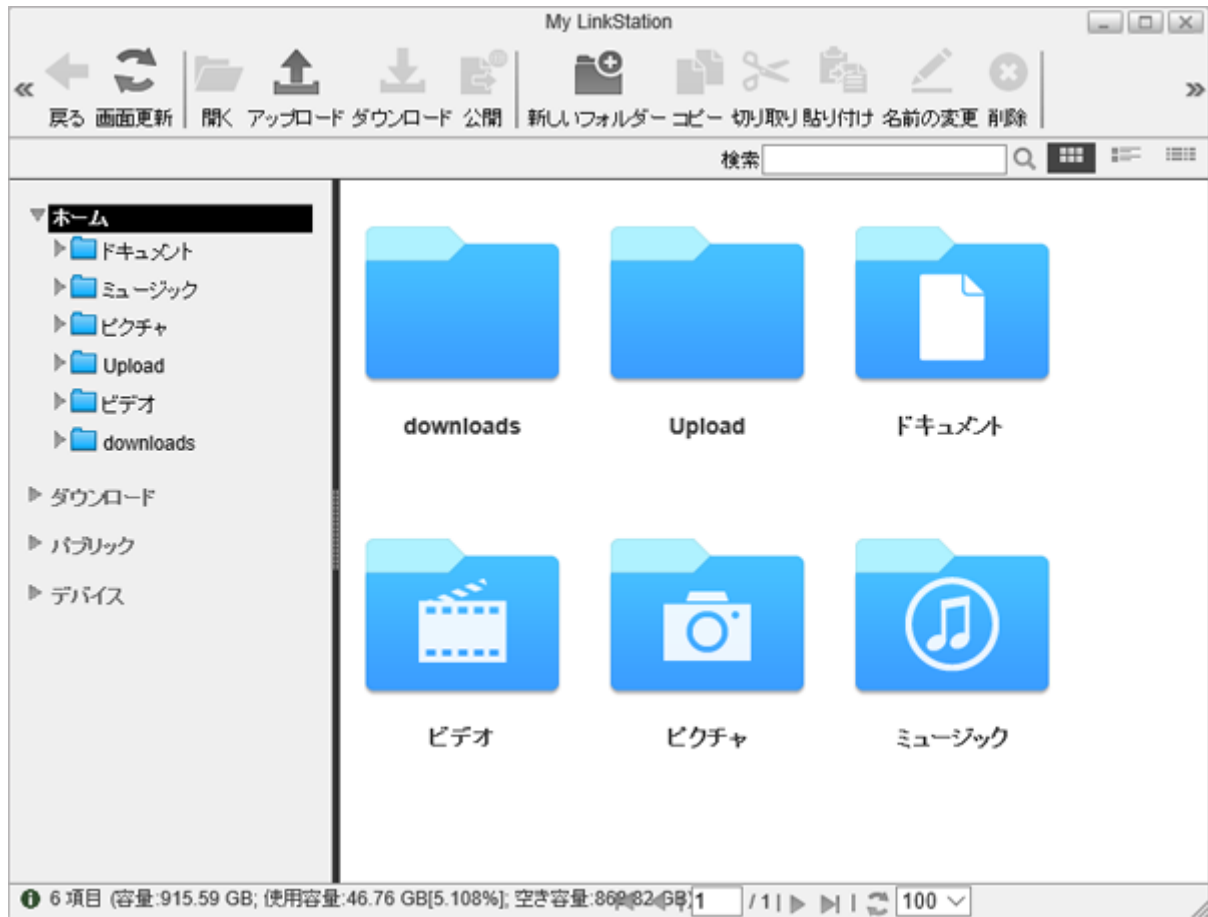 My LinkStation
戻る 画面更新 開く アップロード ダウンロード 公開 新しいフォルダー コピー 切り取り 貼り付け 名前の変更 削除
検索
ホーム
ドキュメント
ミュージック
ピクチャ
Upload
ビデオ
downloads
ダウンロード
パブリック
デバイス
downloads Upload ドキュメント
ビデオ ピクチャ ミュージック
6 項目 (容量:915.59 GB; 使用容量:46.76 GB[5.108%]; 空き容量: 1 / 1 100